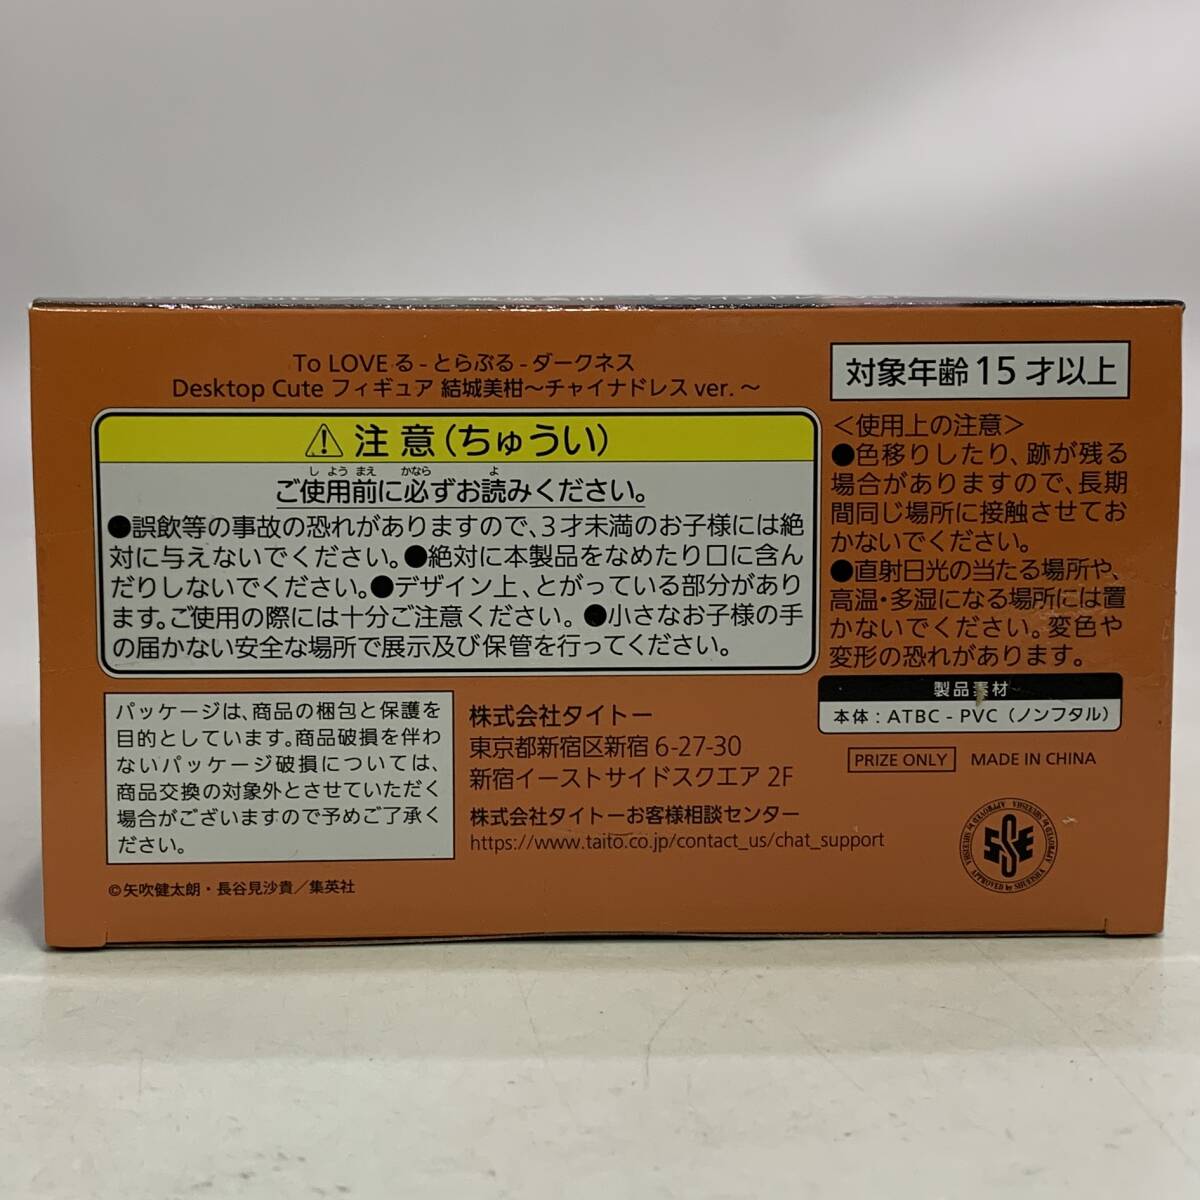 To LOVE る - とらぶる - ダークネス
Desktop Cute フィギュア 結城美柑〜チャイナドレス ver. 〜
⚠ 注 意 (ちゅうい)
し よう まえ かなら よ
ご使用前に必ずお読みください。
●誤飲等の事故の恐れがありますので、3才未満のお子様には絶
対に与えないでください。●絶対に本製品をなめたり口に含ん
だりしないでください。●デザイン上、とがっている部分があり
ます。ご使用の際には十分ご注意ください。●小さなお子様の手
の届かない安全な場所で展示及び保管を行ってください。
対象年齢 15 才以上
＜使用上の注意＞
●色移りしたり、跡が残る
場合がありますので、長期
間同じ場所に接触させてお
かないでください。
●直射日光の当たる場所や、
高温・多湿になる場所には置
かないでください。変色や
変形の恐れがあります。
製品素材
本体 : ATBC - PVC (ノンフタル)
PRIZE ONLY MADE IN CHINA
パッケージは、商品の梱包と保護を
目的としています。商品破損を伴わ
ないパッケージ破損については、
商品交換の対象外とさせていただく
場合がございますので予めご了承く
ださい。
株式会社タイトー
東京都新宿区新宿 6-27-30
新宿イーストサイドスクエア 2F
株式会社タイトーお客様相談センター
https://www.taito.co.jp/contact_us/chat_support
©矢吹健太朗・長谷見沙貴／集英社
APPROVED by SHUEISHA
SSE
APPROVED by SHUEISHA